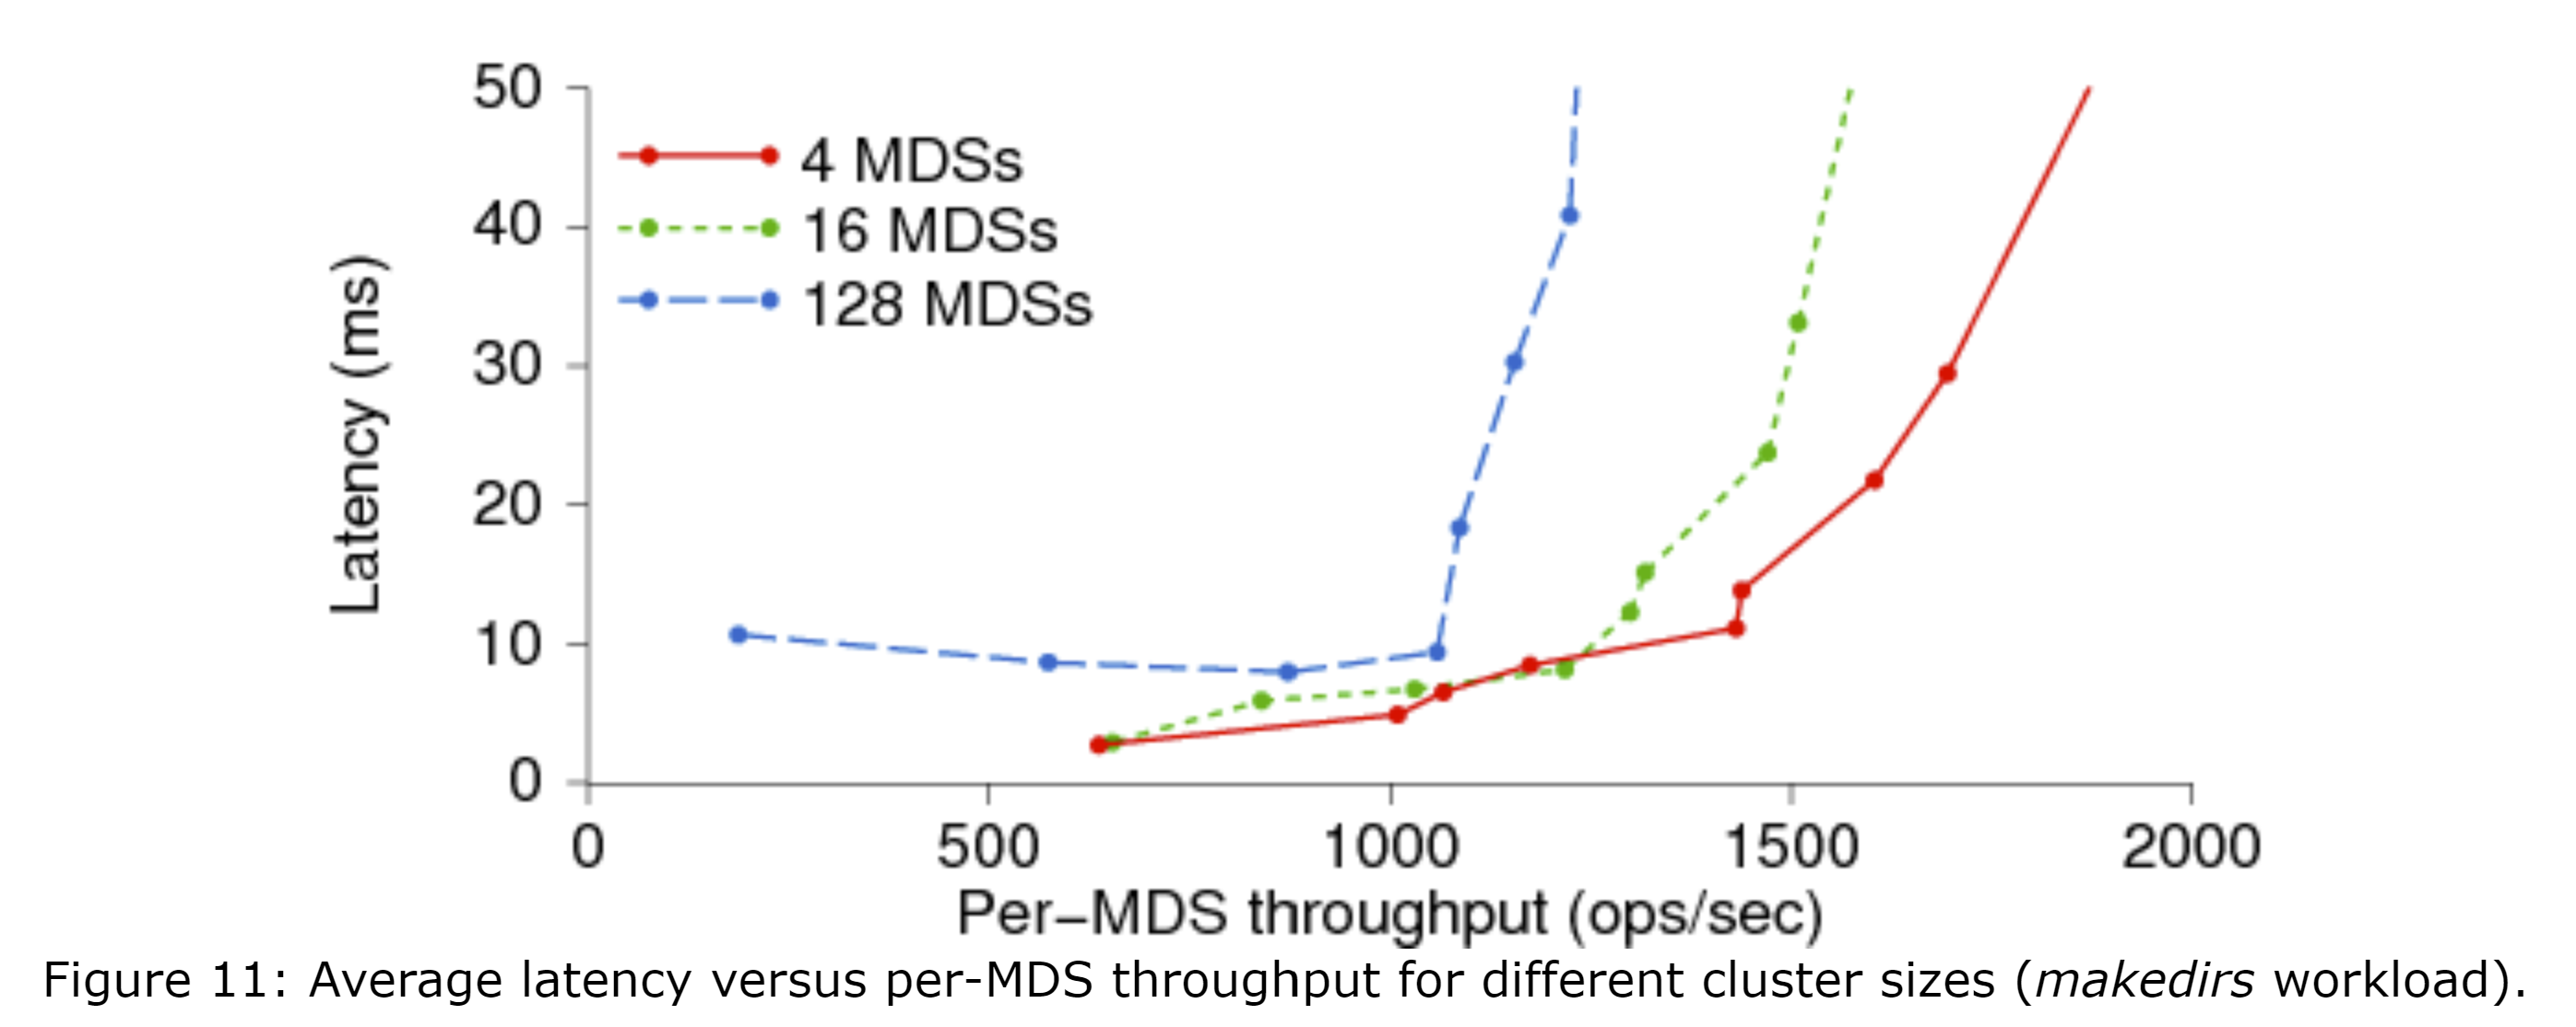 50
40
30
20
10
0
Latency (ms)
4 MDSs
16 MDSs
128 MDSs
0 500 1000 1500 2000
Per−MDS throughput (ops/sec)
Figure 11: Average latency versus per-MDS throughput for different cluster sizes (makedirs workload).